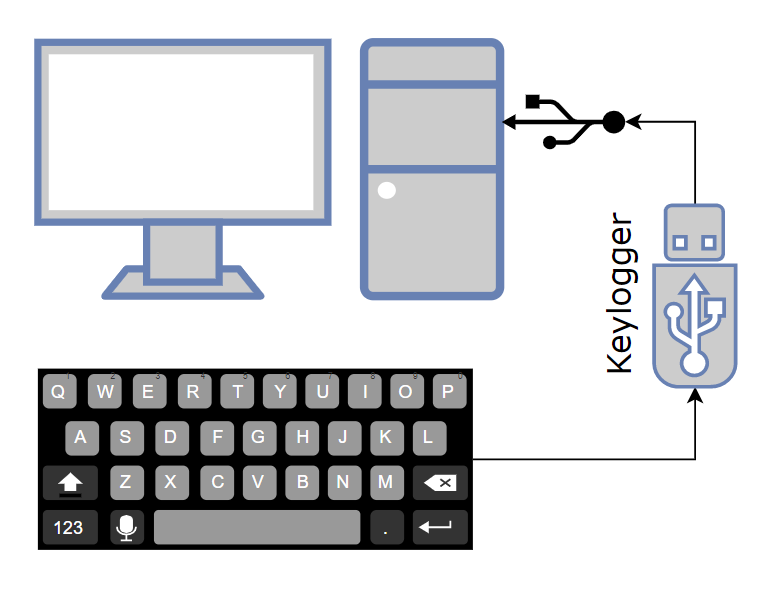 Keylogger
Q W E R T Y U I O P
A S D F G H J K L
Z X C V B N M
123 .